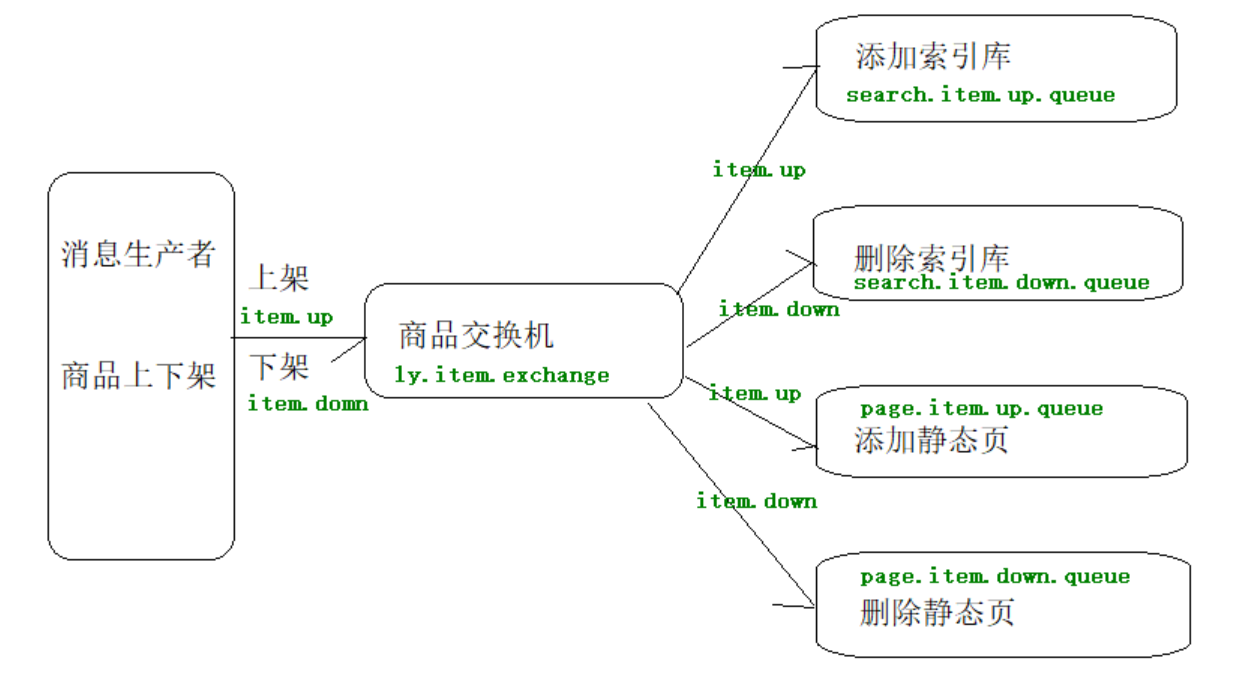 消息生产者
商品上下架
上架
item.up
下架
item.domn
商品交换机
ly.item.exchange
item.up
item.down
item.up
item.down
添加索引库
search.item.up.queue
删除索引库
search.item.down.queue
page.item.up.queue
添加静态页
page.item.down.queue
删除静态页